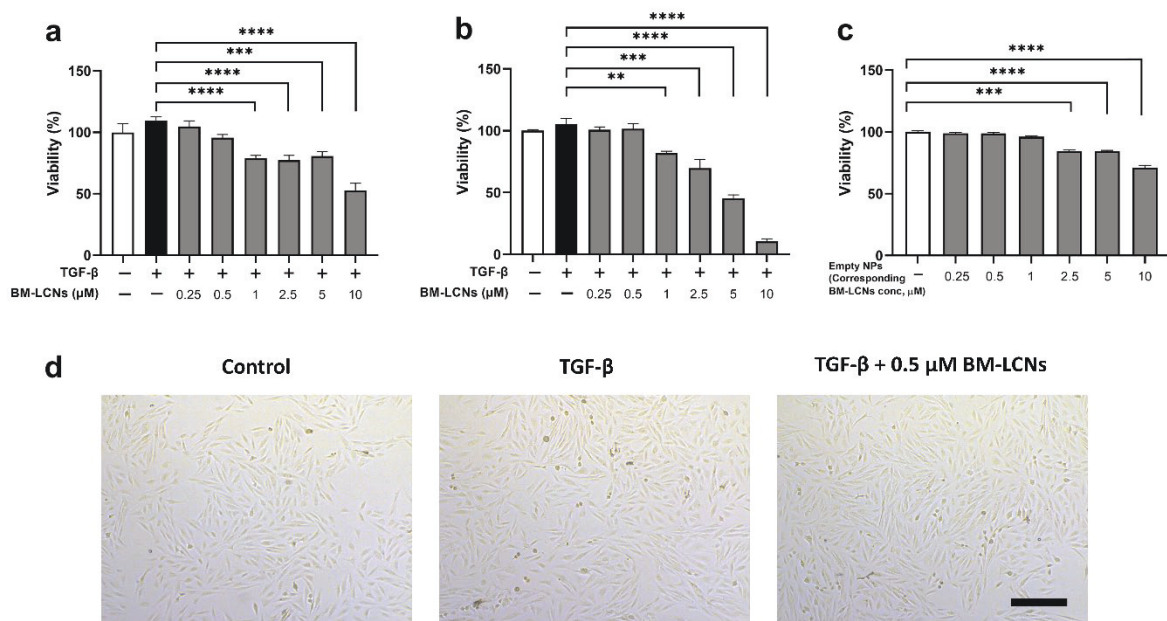 a
****
***
****
****
150
100
50
0
Viability (%)
TGF-β — + + + + + + +
BM-LCNs (μM) — — 0.25 0.5 1 2.5 5 10
b
****
****
***
**
150
100
50
0
Viability (%)
TGF-β — + + + + + + +
BM-LCNs (μM) — — 0.25 0.5 1 2.5 5 10
c
****
****
***
150
100
50
0
Viability (%)
Empty NPs
(Corresponding
BM-LCNs conc, μM)
— 0.25 0.5 1 2.5 5 10
d
Control
TGF-β
TGF-β + 0.5 μM BM-LCNs